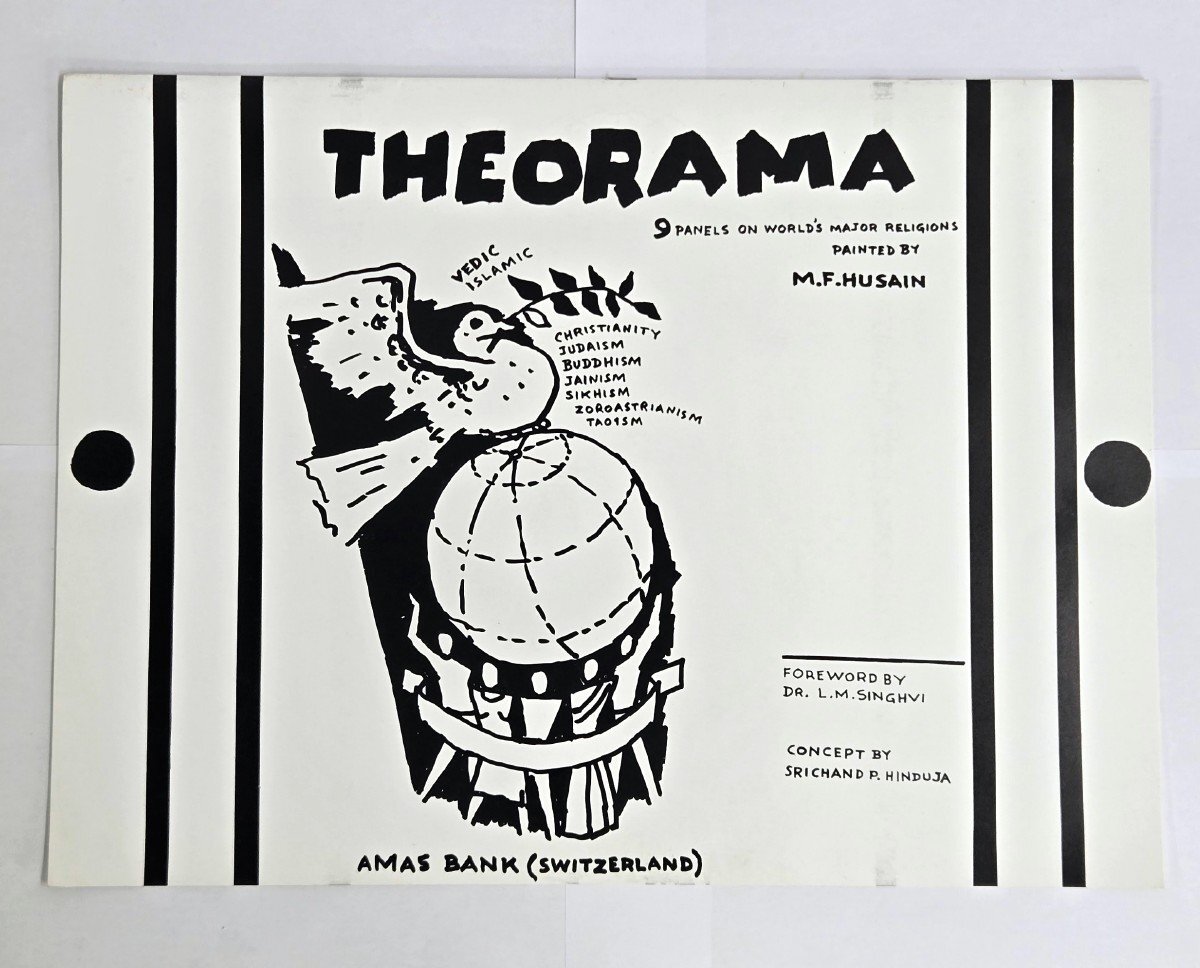 THEORAMA
9 PANELS ON WORLD'S MAJOR RELIGIONS
PAINTED BY
M.F.HUSAIN
VEDIC
ISLAMIC
CHRISTIANITY
JUDAISM
BUDDHISM
JAINISM
SIKHISM
ZOROASTRIANISM
TAOISM
FOREWORD BY
DR. L.M.SINGHVI
CONCEPT BY
SRICHAND P. HINDUJA
AMAS BANK (SWITZERLAND)